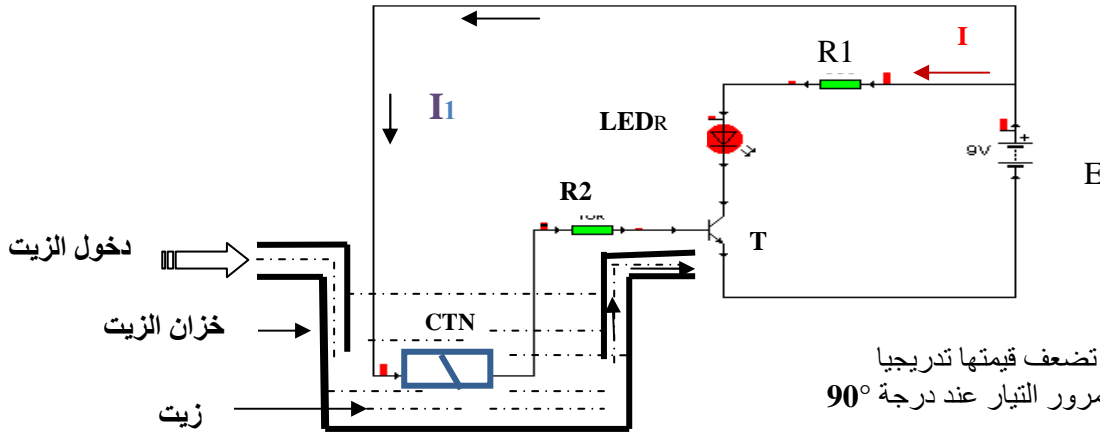 I
R1
I1
LEDR
9V
+
E
R2
10R
T
دخول الزيت
خزان الزيت
CTN
زيت
تضعف قيمتها تدريجيا
مرور التيار عند درجة 90°